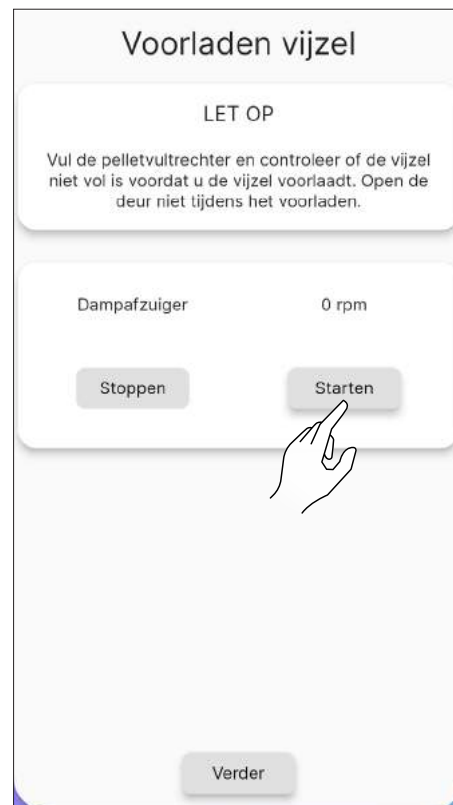 Voorladen vijzel
LET OP
Vul de pelletvultrechter en controleer of de vijzel
niet vol is voordat u de vijzel voorlaadt. Open de
deur niet tijdens het voorladen.
Dampafzuiger 0 rpm
Stoppen Starten
Verder